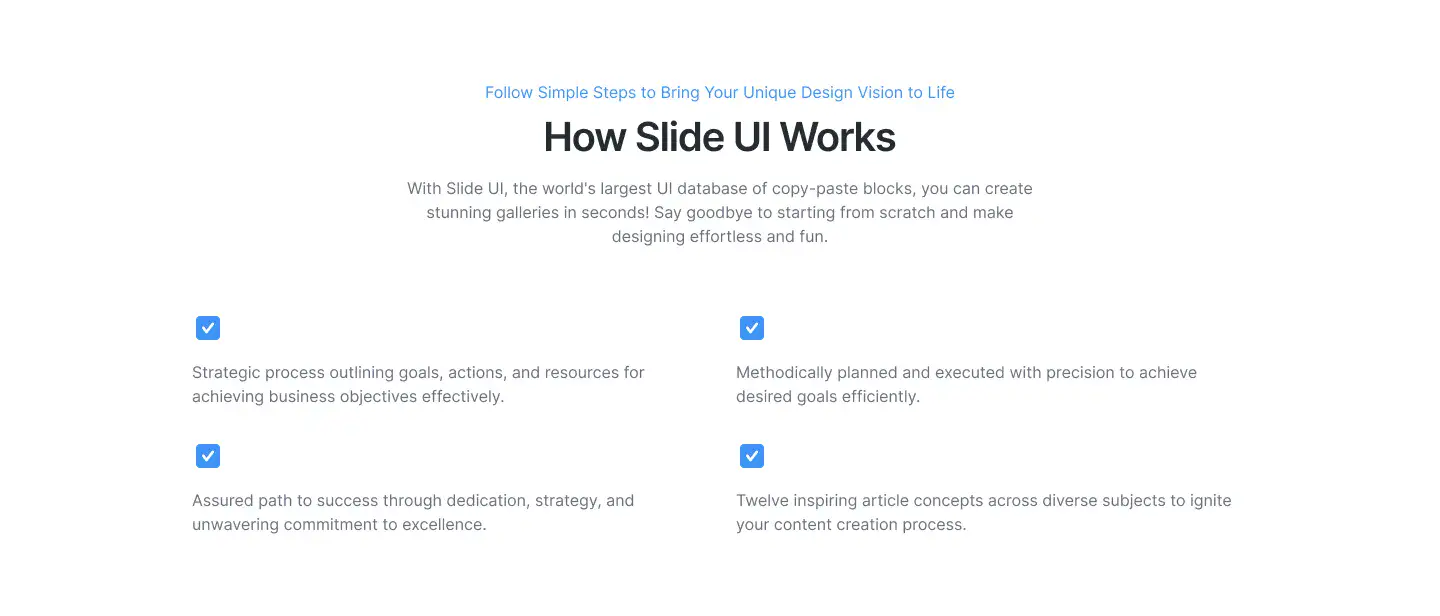 Follow Simple Steps to Bring Your Unique Design Vision to Life
How Slide UI Works
With Slide UI, the world's largest UI database of copy-paste blocks, you can create
stunning galleries in seconds! Say goodbye to starting from scratch and make
designing effortless and fun.
Strategic process outlining goals, actions, and resources for
achieving business objectives effectively.
Methodically planned and executed with precision to achieve
desired goals efficiently.
Assured path to success through dedication, strategy, and
unwavering commitment to excellence.
Twelve inspiring article concepts across diverse subjects to ignite
your content creation process.